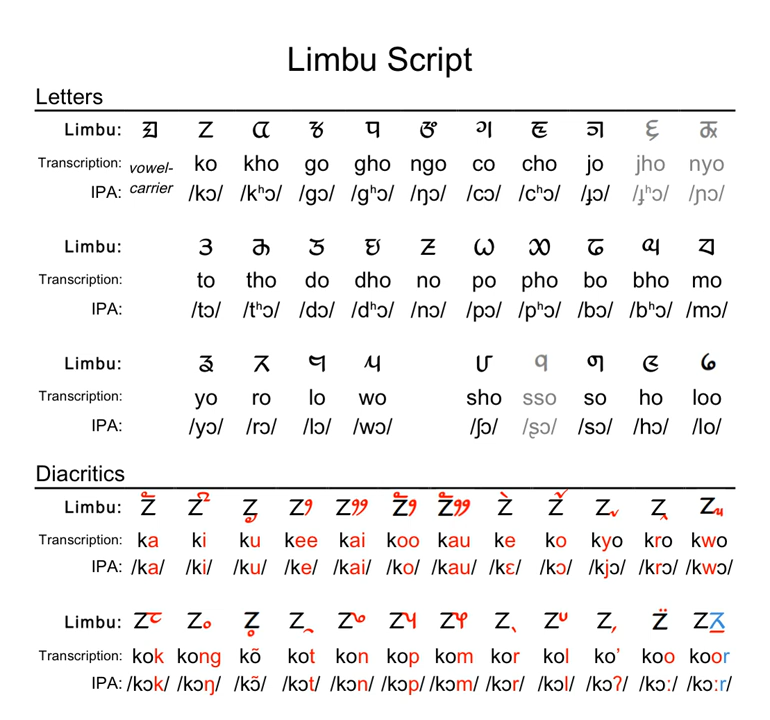 Limbu Script
Letters
Limbu: ᤀ ᤁ ᤂ ᤃ ᤄ ᤅ ᤆ ᤇ ᤈ ᤉ ᤊ
Transcription: vowel-carrier ko kho go gho ngo co cho jo jho nyo
IPA: /kɔ/ /kʰɔ/ /gɔ/ /gʰɔ/ /ŋɔ/ /cɔ/ /cʰɔ/ /ɟɔ/ /ɟʰɔ/ /ɲɔ/
Limbu: ᤋ ᤌ ᤍ ᤎ ᤏ ᤐ ᤑ ᤒ ᤓ ᤔ
Transcription: to tho do dho no po pho bo bho mo
IPA: /tɔ/ /tʰɔ/ /dɔ/ /dʰɔ/ /nɔ/ /pɔ/ /pʰɔ/ /bɔ/ /bʰɔ/ /mɔ/
Limbu: ᤕ ᤖ ᤗ ᤘ ᤙ ᤚ ᤛ ᤜ ᥀
Transcription: yo ro lo wo sho sso so ho loo
IPA: /yɔ/ /rɔ/ /lɔ/ /wɔ/ /ʃɔ/ /ʂɔ/ /sɔ/ /hɔ/ /lo/
Diacritics
Limbu: ᤁᤠ ᤁᤡ ᤁᤢ ᤁᤣ ᤁᤤ ᤁᤥ ᤁᤦ ᤁᤧ ᤁᤨ ᤁᤩ ᤁᤪ ᤁᤫ
Transcription: ka ki ku kee kai koo kau ke ko kyo kro kwo
IPA: /ka/ /ki/ /ku/ /ke/ /kai/ /ko/ /kau/ /kɛ/ /kɔ/ /kjɔ/ /krɔ/ /kwɔ/
Limbu: ᤁᤰ ᤁᤱ ᤁᤲ ᤁᤳ ᤁᤴ ᤁᤵ ᤁᤶ ᤁᤷ ᤁᤸ ᤁ᤹ ᤁ᤺ ᤁᤖ᤻
Transcription: kok kong kõ kot kon kop kom kor kol ko’ koo koor
IPA: /kɔk/ /kɔŋ/ /kɔ̃/ /kɔt/ /kɔn/ /kɔp/ /kɔm/ /kɔr/ /kɔl/ /kɔʔ/ /kɔː/ /kɔːr/